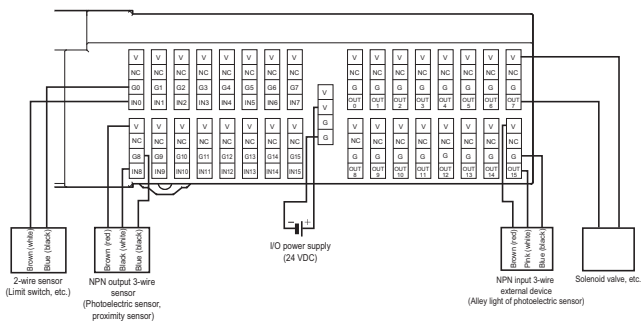 V V V V V V V V V V V V V V V V
NC NC NC NC NC NC NC NC NC NC NC NC NC NC NC NC
G0 G1 G2 G3 G4 G5 G6 G7 G G G G G G G G
IN0 IN1 IN2 IN3 IN4 IN5 IN6 IN7 OUT 0 OUT 1 OUT 2 OUT 3 OUT 4 OUT 5 OUT 6 OUT 7
V
V
G
G
V V V V V V V V V V V V V V V V
NC NC NC NC NC NC NC NC NC NC NC NC NC NC NC NC
G8 G9 G10 G11 G12 G13 G14 G15 G G G G G G G G
IN8 IN9 IN10 IN11 IN12 IN13 IN14 IN15 OUT 8 OUT 9 OUT 10 OUT 11 OUT 12 OUT 13 OUT 14 OUT 15
Brown (white)
Blue (black)
2-wire sensor
(Limit switch, etc.)
Brown (red)
Black (white)
Blue (black)
NPN output 3-wire
sensor
(Photoelectric sensor,
proximity sensor)
− +
I/O power supply
(24 VDC)
Brown (red)
Pink (white)
Blue (black)
NPN input 3-wire
external device
(Alley light of photoelectric sensor)
Solenoid valve, etc.